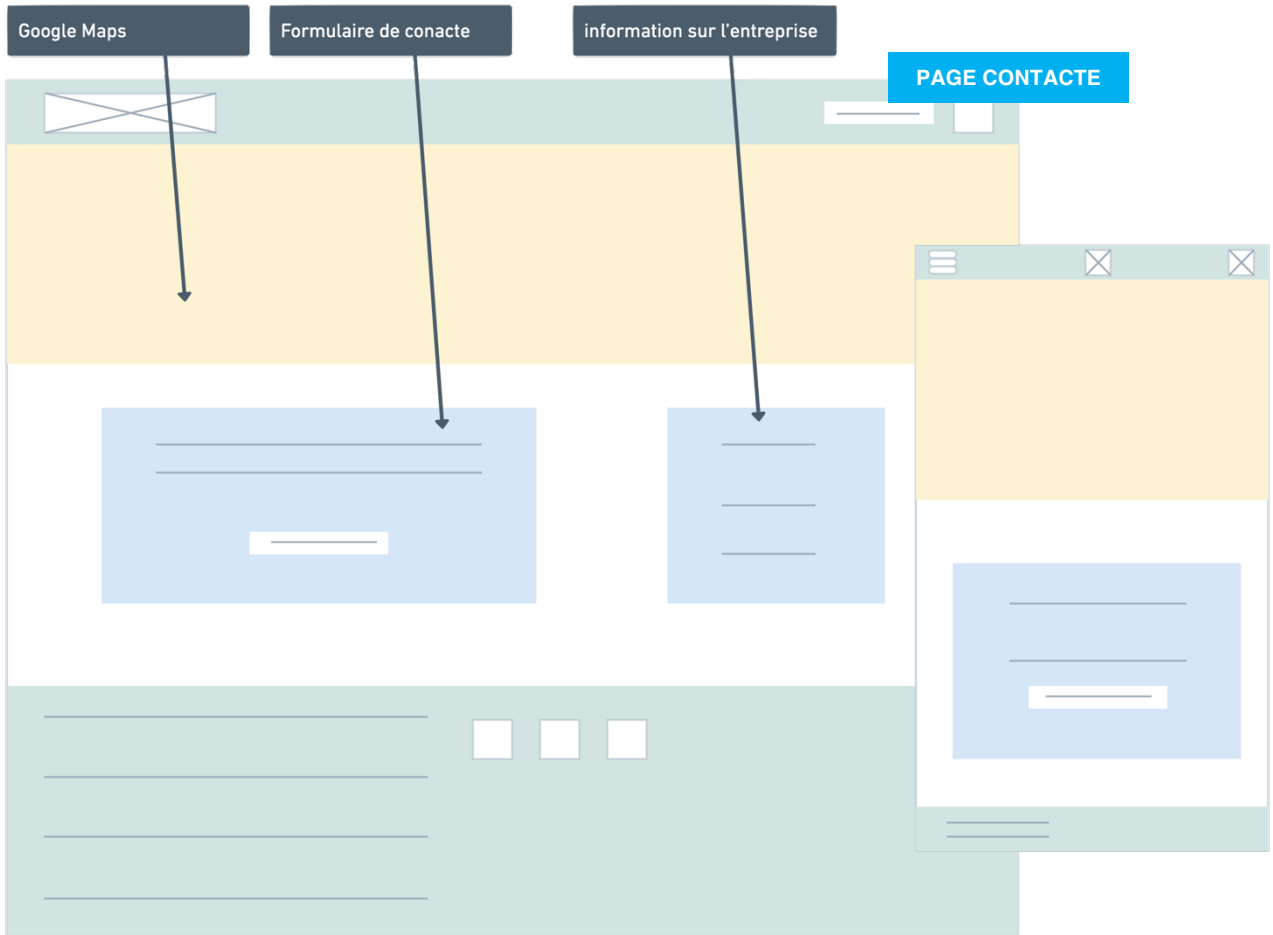 Google Maps
Formulaire de conacte
information sur l'entreprise
PAGE CONTACTE